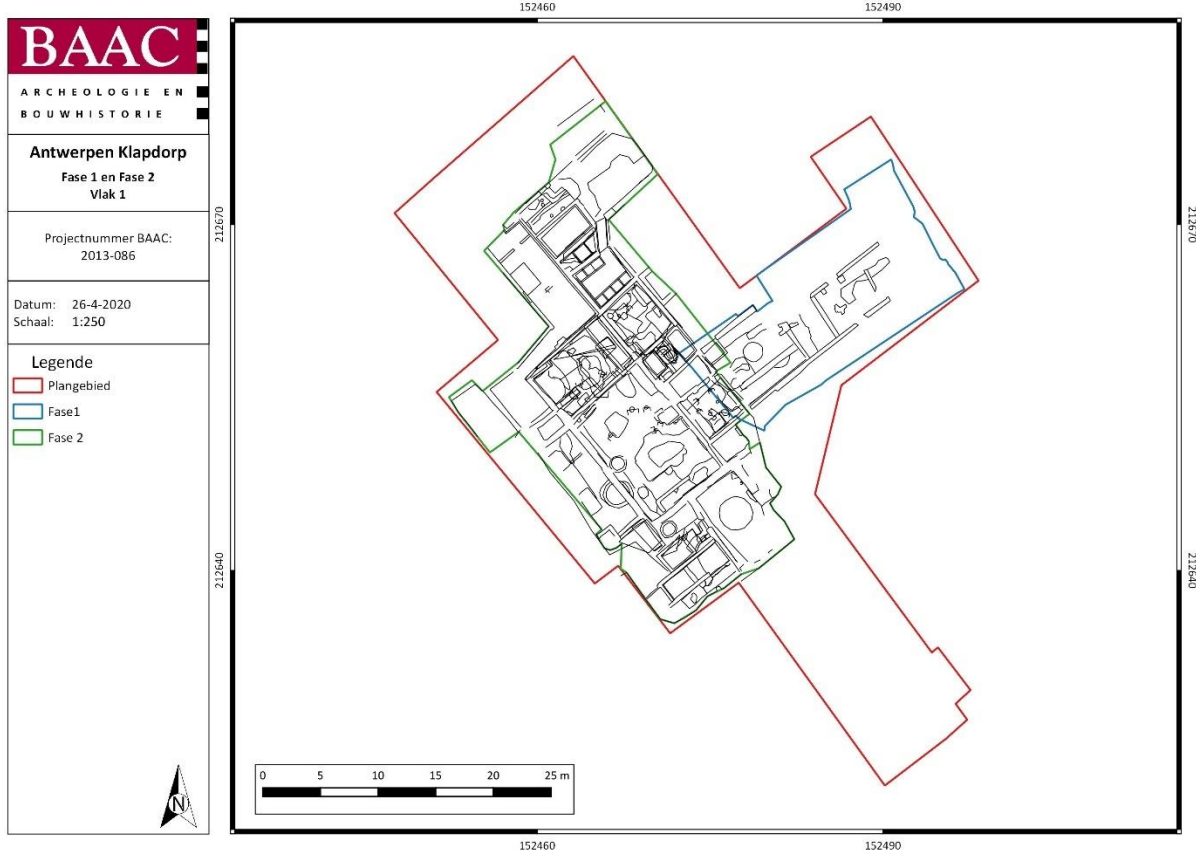 BAAC
ARCHEOLOGIE EN
BOUWHISTORIE
Antwerpen Klapdorp
Fase 1 en Fase 2
Vlak 1
Projectnummer BAAC:
2013-086
Datum: 26-4-2020
Schaal: 1:250
Legende
Plangebied
Fase1
Fase 2
N
152460 152490
212670 212670
212640 212640
0 5 10 15 20 25 m
152460 152490